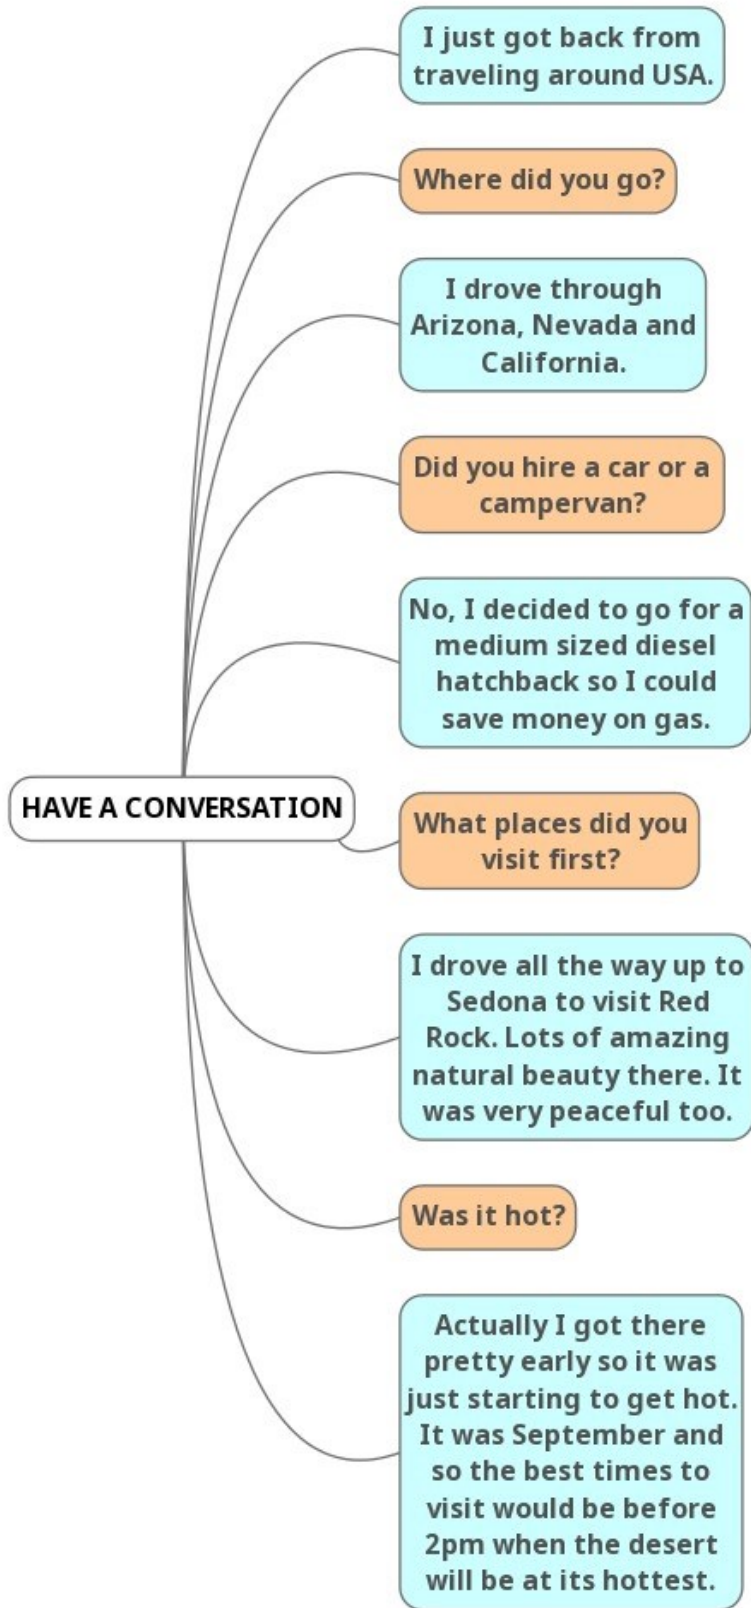 I just got back from
traveling around USA.
Where did you go?
I drove through
Arizona, Nevada and
California.
Did you hire a car or a
campervan?
No, I decided to go for a
medium sized diesel
hatchback so I could
save money on gas.
HAVE A CONVERSATION
What places did you
visit first?
I drove all the way up to
Sedona to visit Red
Rock. Lots of amazing
natural beauty there. It
was very peaceful too.
Was it hot?
Actually I got there
pretty early so it was
just starting to get hot.
It was September and
so the best times to
visit would be before
2pm when the desert
will be at its hottest.